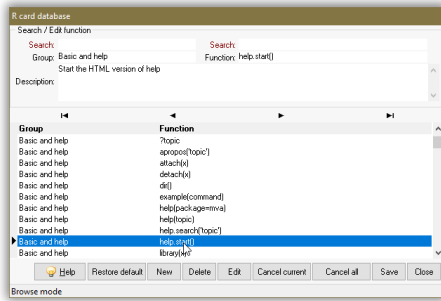 R card database
Search / Edit function
Search: Search:
Group: Basic and help Function: help.start()
Start the HTML version of help
Description:
Group Function
Basic and help ?topic
Basic and help apropos('topic')
Basic and help attach(x)
Basic and help detach(x)
Basic and help dir()
Basic and help example(command)
Basic and help help(package=mva)
Basic and help help(topic)
Basic and help help.search('topic')
Basic and help help.start()
Basic and help
Help Restore default New Delete Edit Cancel current Cancel all Save Close
Browse mode